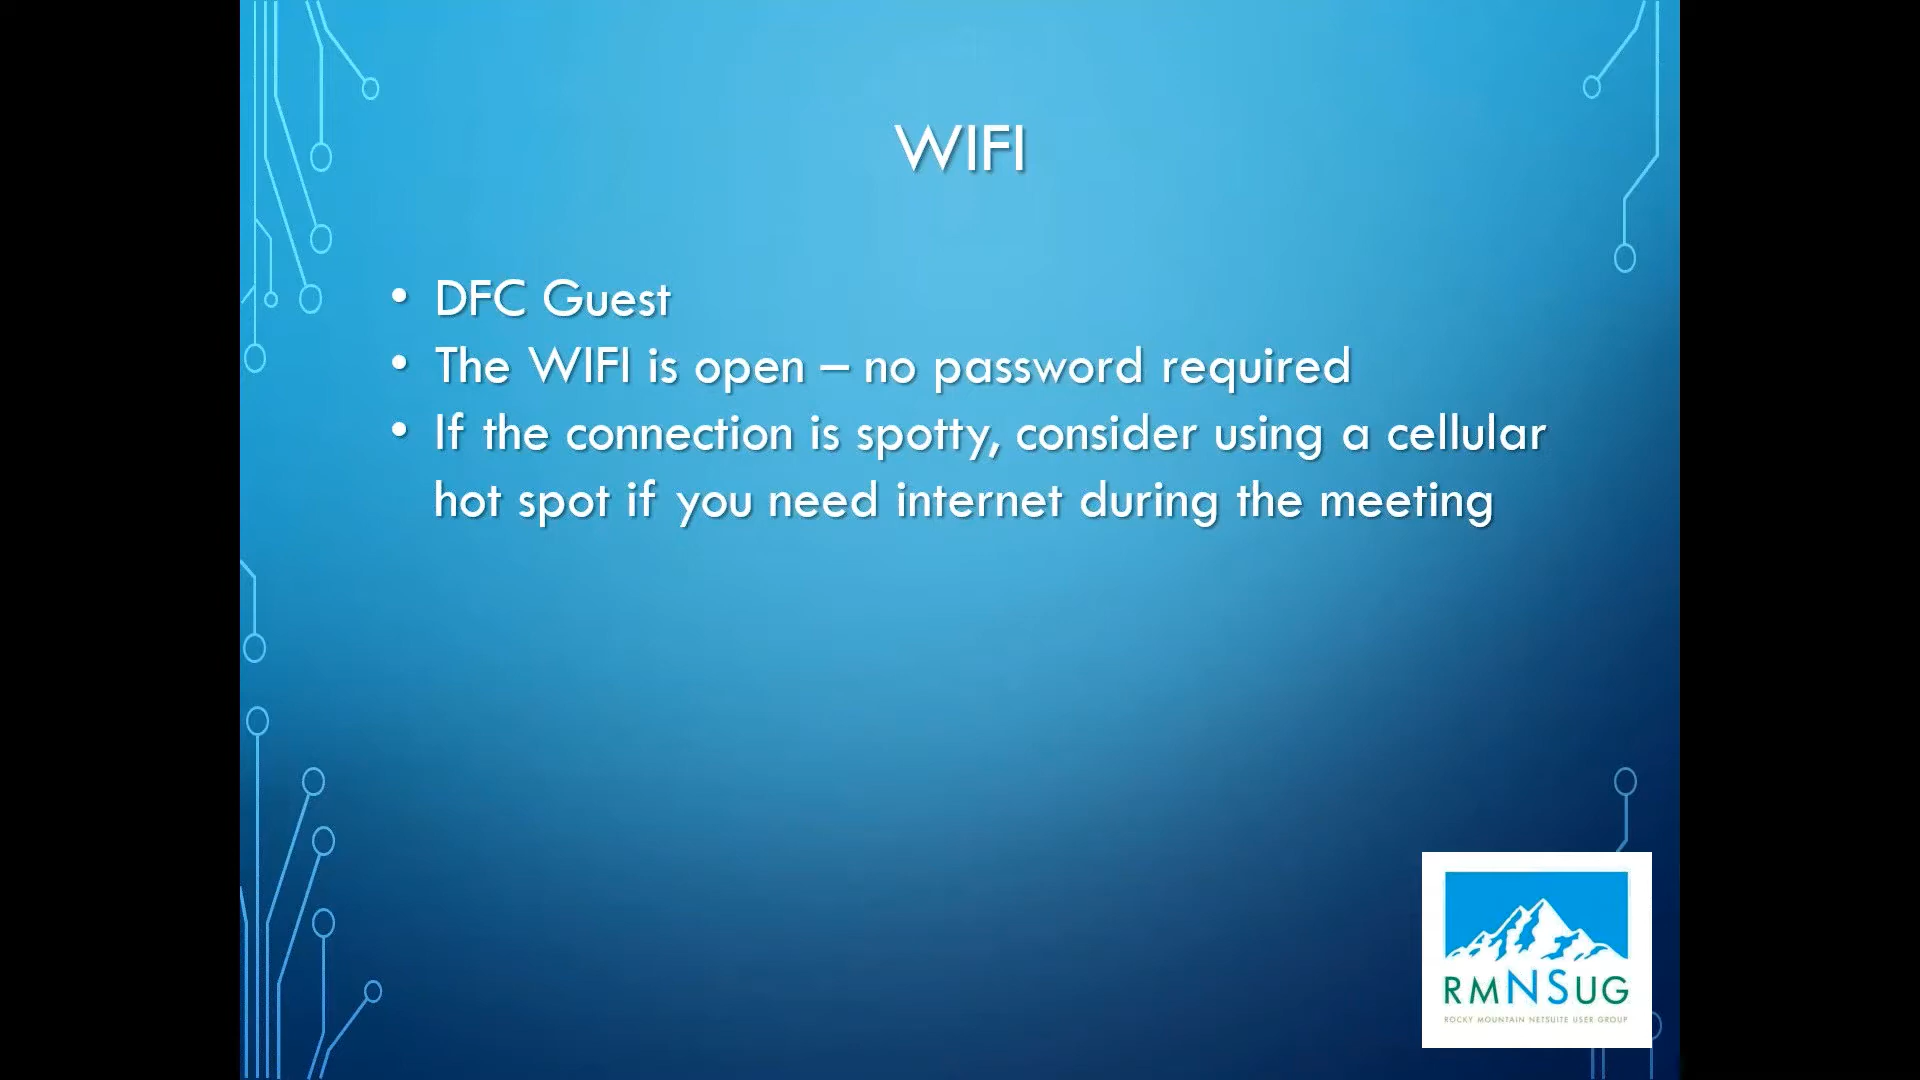 WIFI
• DFC Guest
• The WIFI is open – no password required
• If the connection is spotty, consider using a cellular
hot spot if you need internet during the meeting
RMNSUG
ROCKY MOUNTAIN NETSUITE USER GROUP